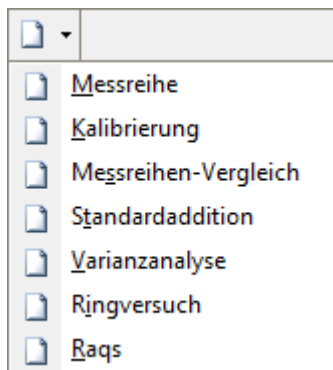 Messreihe
Kalibrierung
Messreihen-Vergleich
Standardaddition
Varianzanalyse
Ringversuch
Raqs